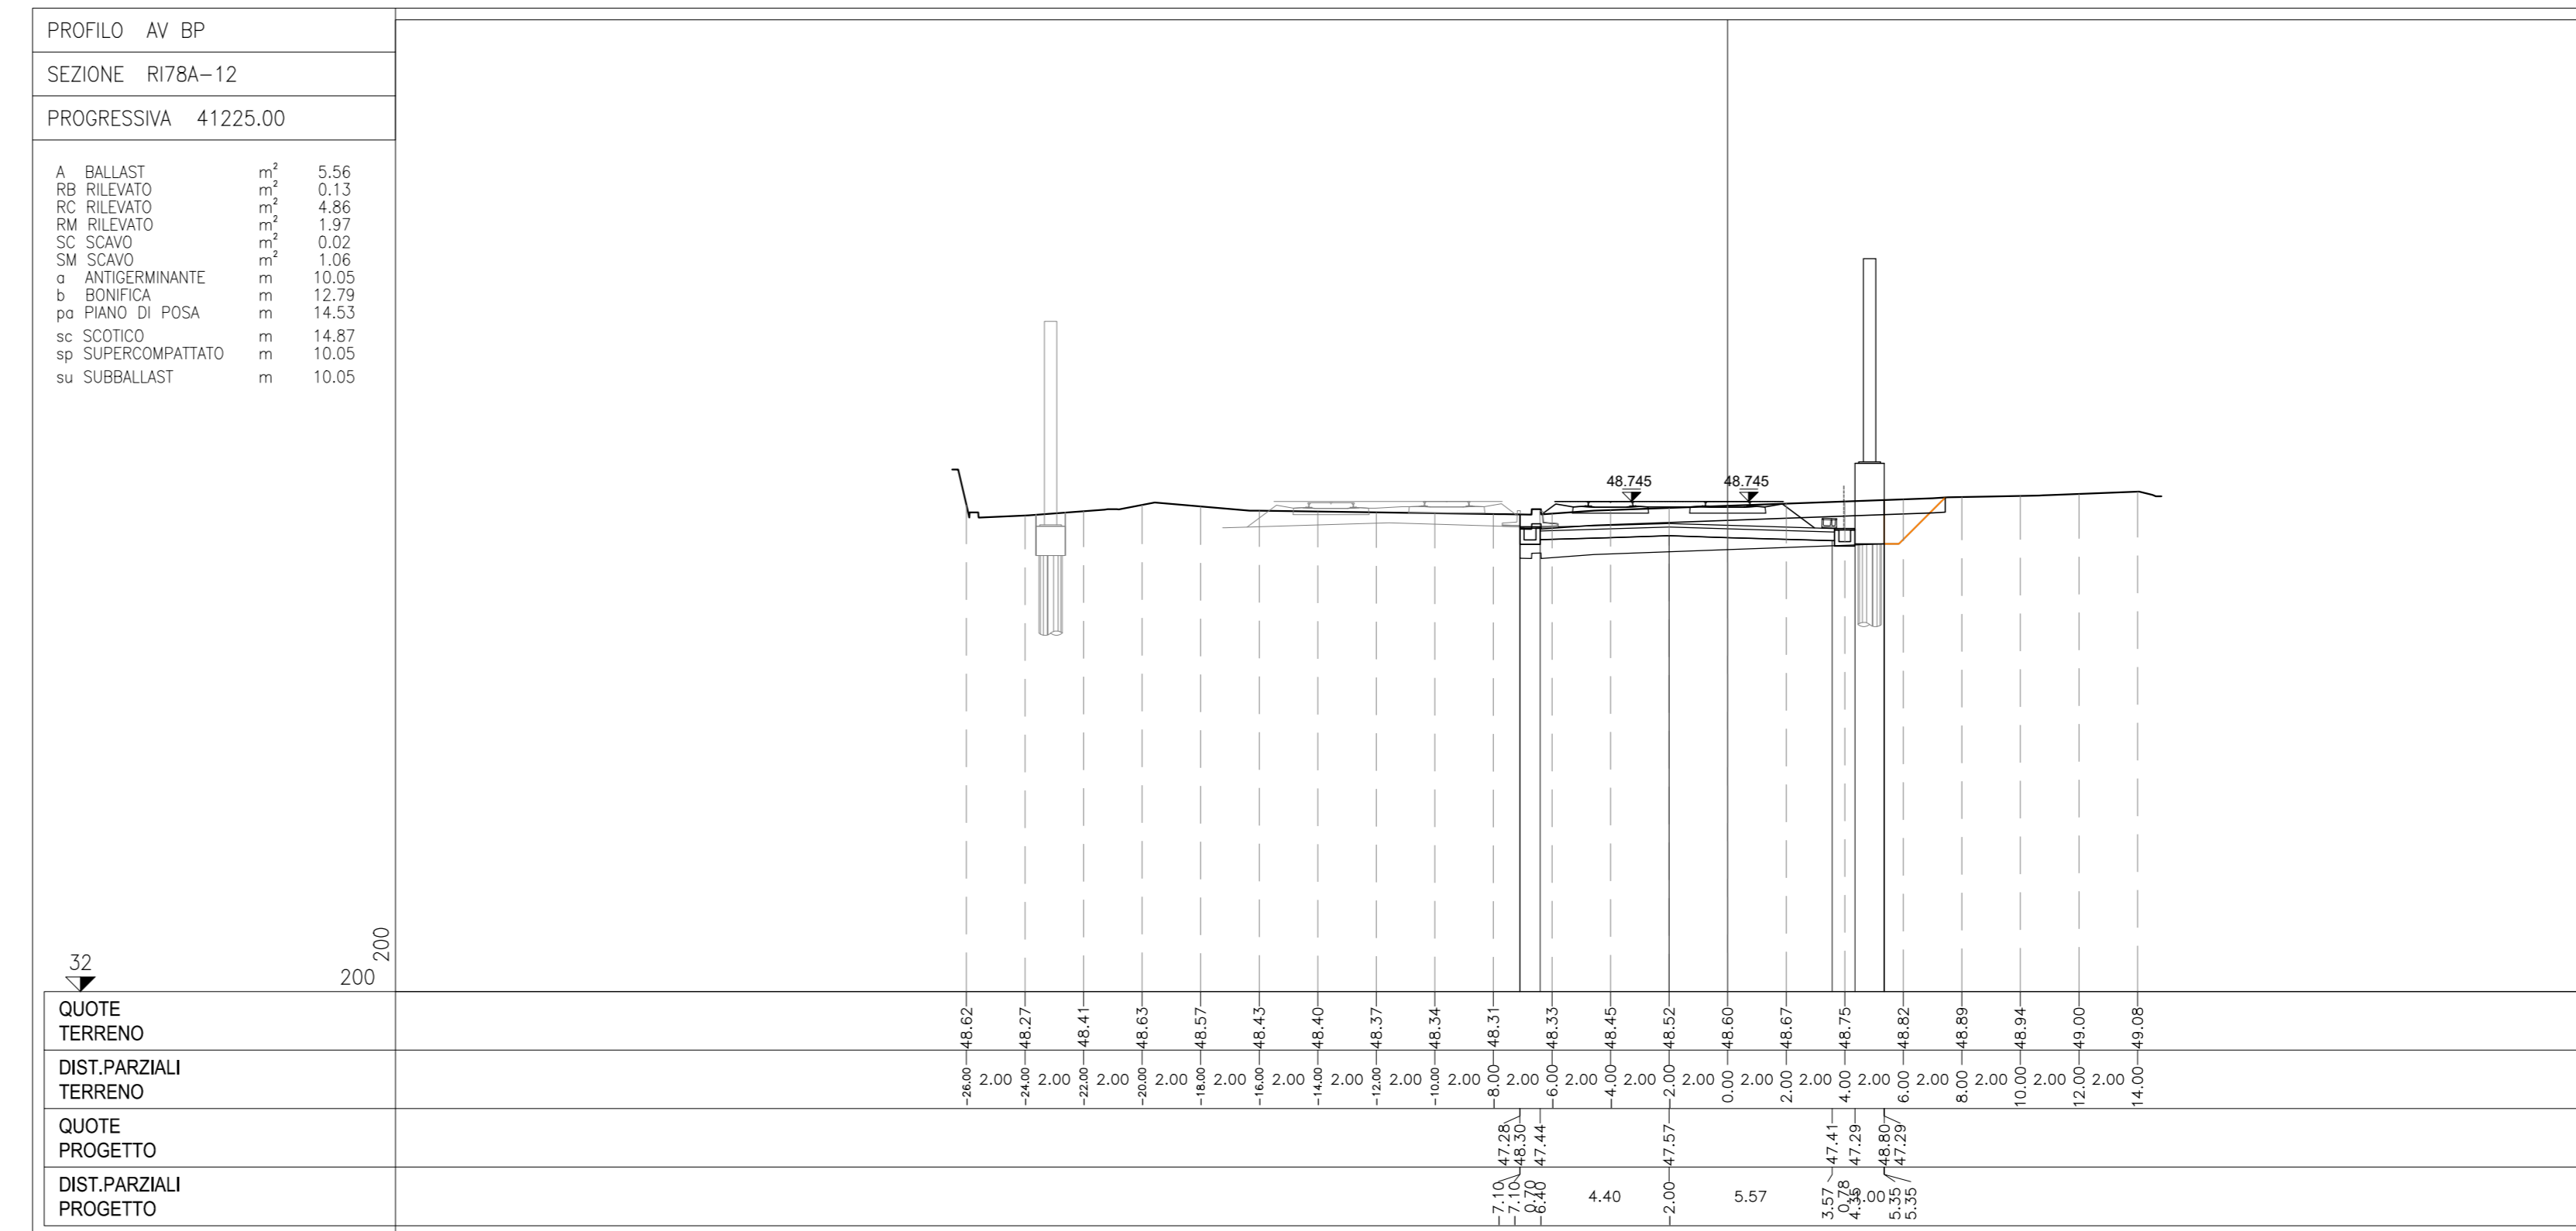 PROFILO AV BP
SEZIONE RI78A-12
PROGRESSIVA 41225.00
A BALLAST m² 5.56
RB RILEVATO m² 0.13
RC RILEVATO m² 4.86
RM RILEVATO m² 1.97
SC SCAVO m² 0.02
SM SCAVO m² 1.06
a ANTIGERMINANTE m 10.05
b BONIFICA m 12.79
pa PIANO DI POSA m 14.53
sc SCOTICO m 14.87
sp SUPERCOMPATTATO m 10.05
su SUBBALLAST m 10.05
48.745 48.745
32 200 200
QUOTE TERRENO
48.62 48.27 48.41 48.63 48.57 48.43 48.40 48.37 48.34 48.31 48.33 48.45 48.52 48.60 48.67 48.75 48.82 48.89 48.94 49.00 49.08
DIST.PARZIALI TERRENO
-26.00 2.00 -24.00 2.00 -22.00 2.00 -20.00 2.00 -18.00 2.00 -16.00 2.00 -14.00 2.00 -12.00 2.00 -10.00 2.00 -8.00 2.00 -6.00 2.00 -4.00 2.00 -2.00 2.00 0.00 2.00 2.00 2.00 4.00 2.00 6.00 2.00 8.00 2.00 10.00 2.00 12.00 2.00 14.00
QUOTE PROGETTO
47.28 48.30 47.44 47.57 47.41 47.29 48.80 47.29
DIST.PARZIALI PROGETTO
-7.10 -7.10 0.70 -6.40 4.40 -2.00 5.57 3.57 0.78 4.35 1.00 5.35 5.35